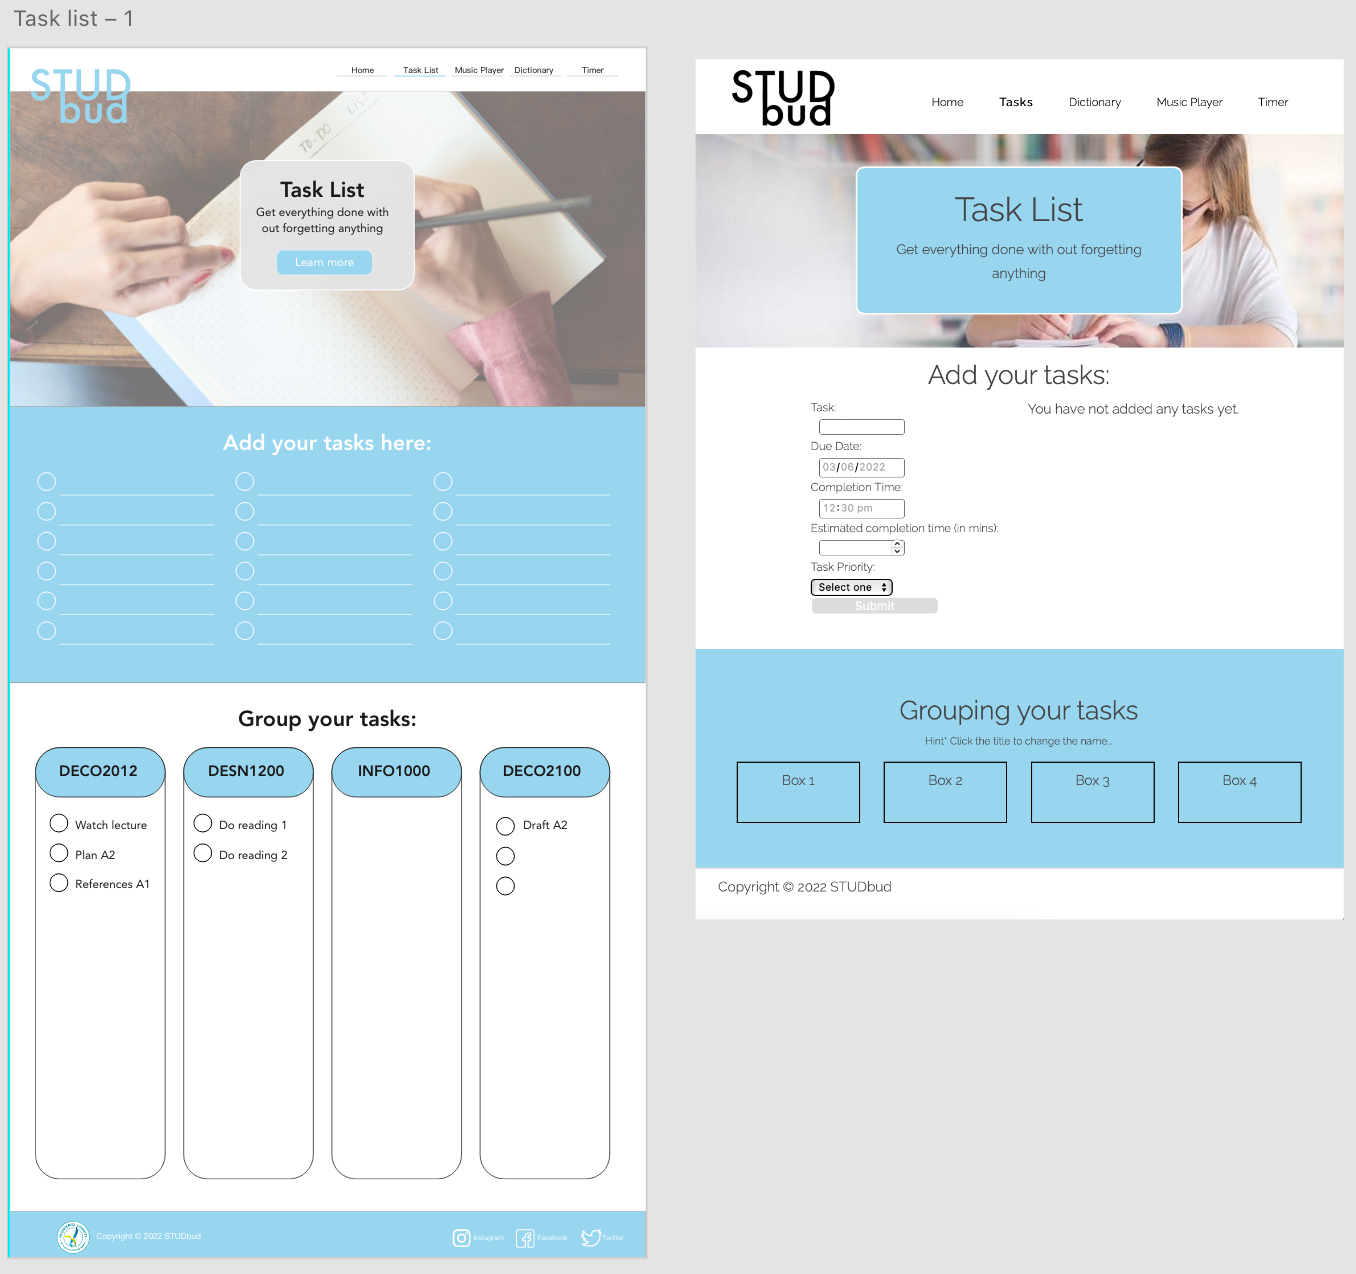 Task list – 1
STUD
bud
Home Task List Music Player Dictionary Timer
TO-DO LIST
Task List
Get everything done with
out forgetting anything
Learn more
Add your tasks here:
Group your tasks:
DECO2012 DESN1200 INFO1000 DECO2100
Watch lecture Do reading 1 Draft A2
Plan A2 Do reading 2
References A1
Copyright © 2022 STUDbud Instagram Facebook Twitter
STUD
bud
Home Tasks Dictionary Music Player Timer
Task List
Get everything done with out forgetting
anything
Add your tasks:
Task: You have not added any tasks yet.
Due Date:
03/06/2022
Completion Time:
12:30 pm
Estimated completion time (in mins):
Task Priority:
Select one
Submit
Grouping your tasks
Hint* Click the title to change the name..
Box 1 Box 2 Box 3 Box 4
Copyright © 2022 STUDbud